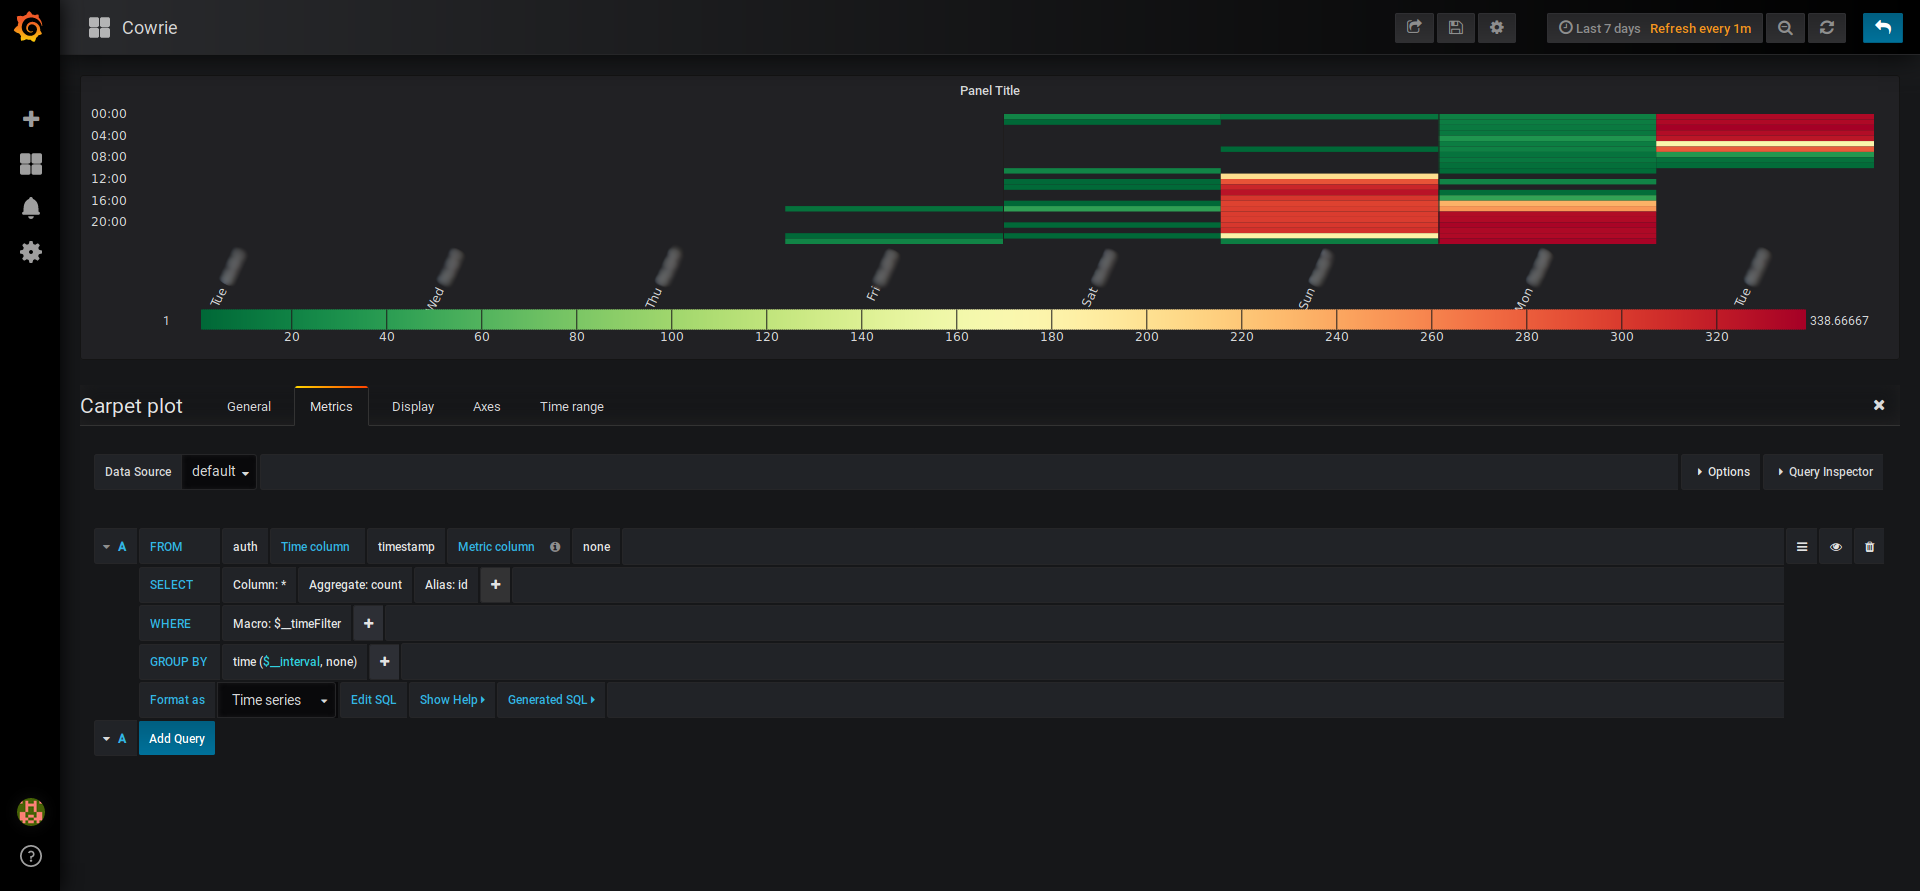 Cowrie
Last 7 days Refresh every 1m
Panel Title
00:00
04:00
08:00
12:00
16:00
20:00
Tue Wed Thu Fri Sat Sun Mon Tue
1 338.66667
20 40 60 80 100 120 140 160 180 200 220 240 260 280 300 320
Carpet plot General Metrics Display Axes Time range
Data Source default Options Query Inspector
A FROM auth Time column timestamp Metric column none
SELECT Column: * Aggregate: count Alias: id
WHERE Macro: $__timeFilter
GROUP BY time ($__interval, none)
Format as Time series Edit SQL Show Help Generated SQL
A Add Query